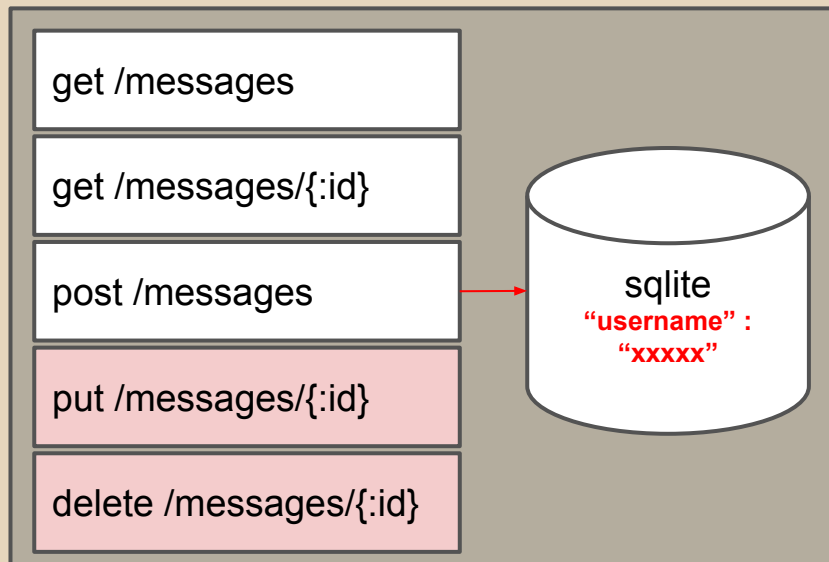 get /messages
get /messages/{:id}
post /messages
put /messages/{:id}
delete /messages/{:id}
sqlite
“username” :
“xxxxx”